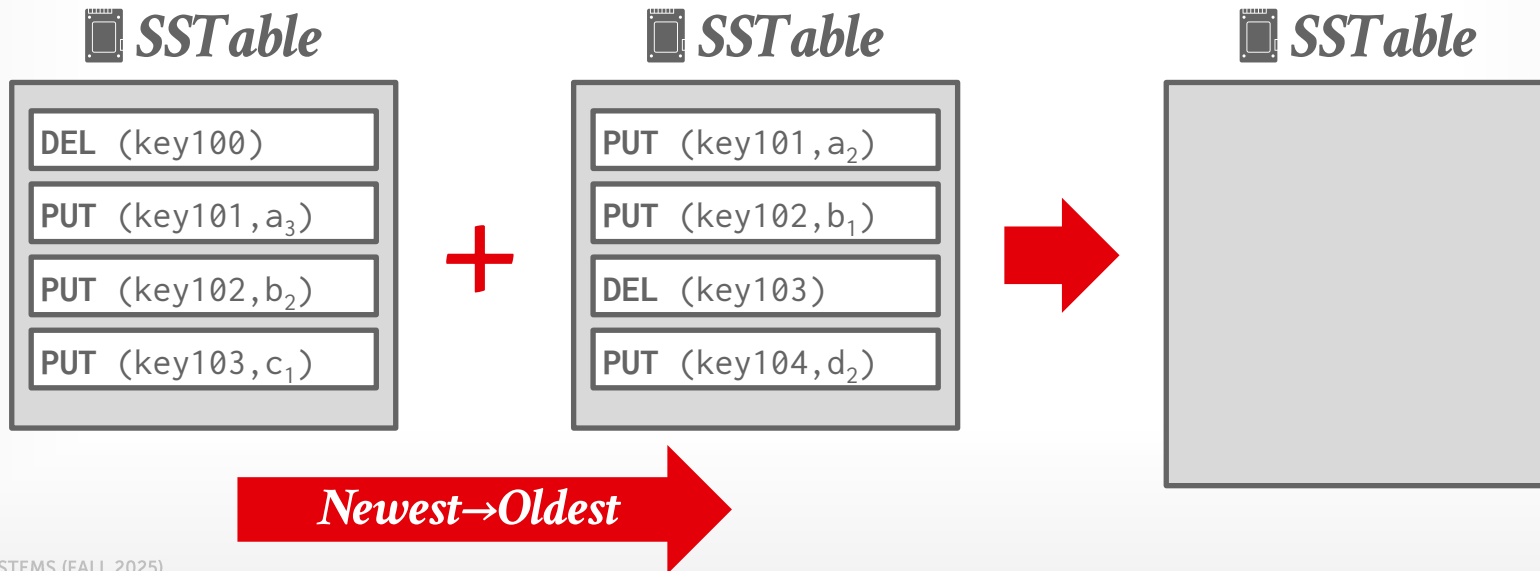 SSTable
DEL (key100)
PUT (key101,a₃)
PUT (key102,b₂)
PUT (key103,c₁)
+
SSTable
PUT (key101,a₂)
PUT (key102,b₁)
DEL (key103)
PUT (key104,d₂)
SSTable
Newest→Oldest
STEMS (FALL 2025)